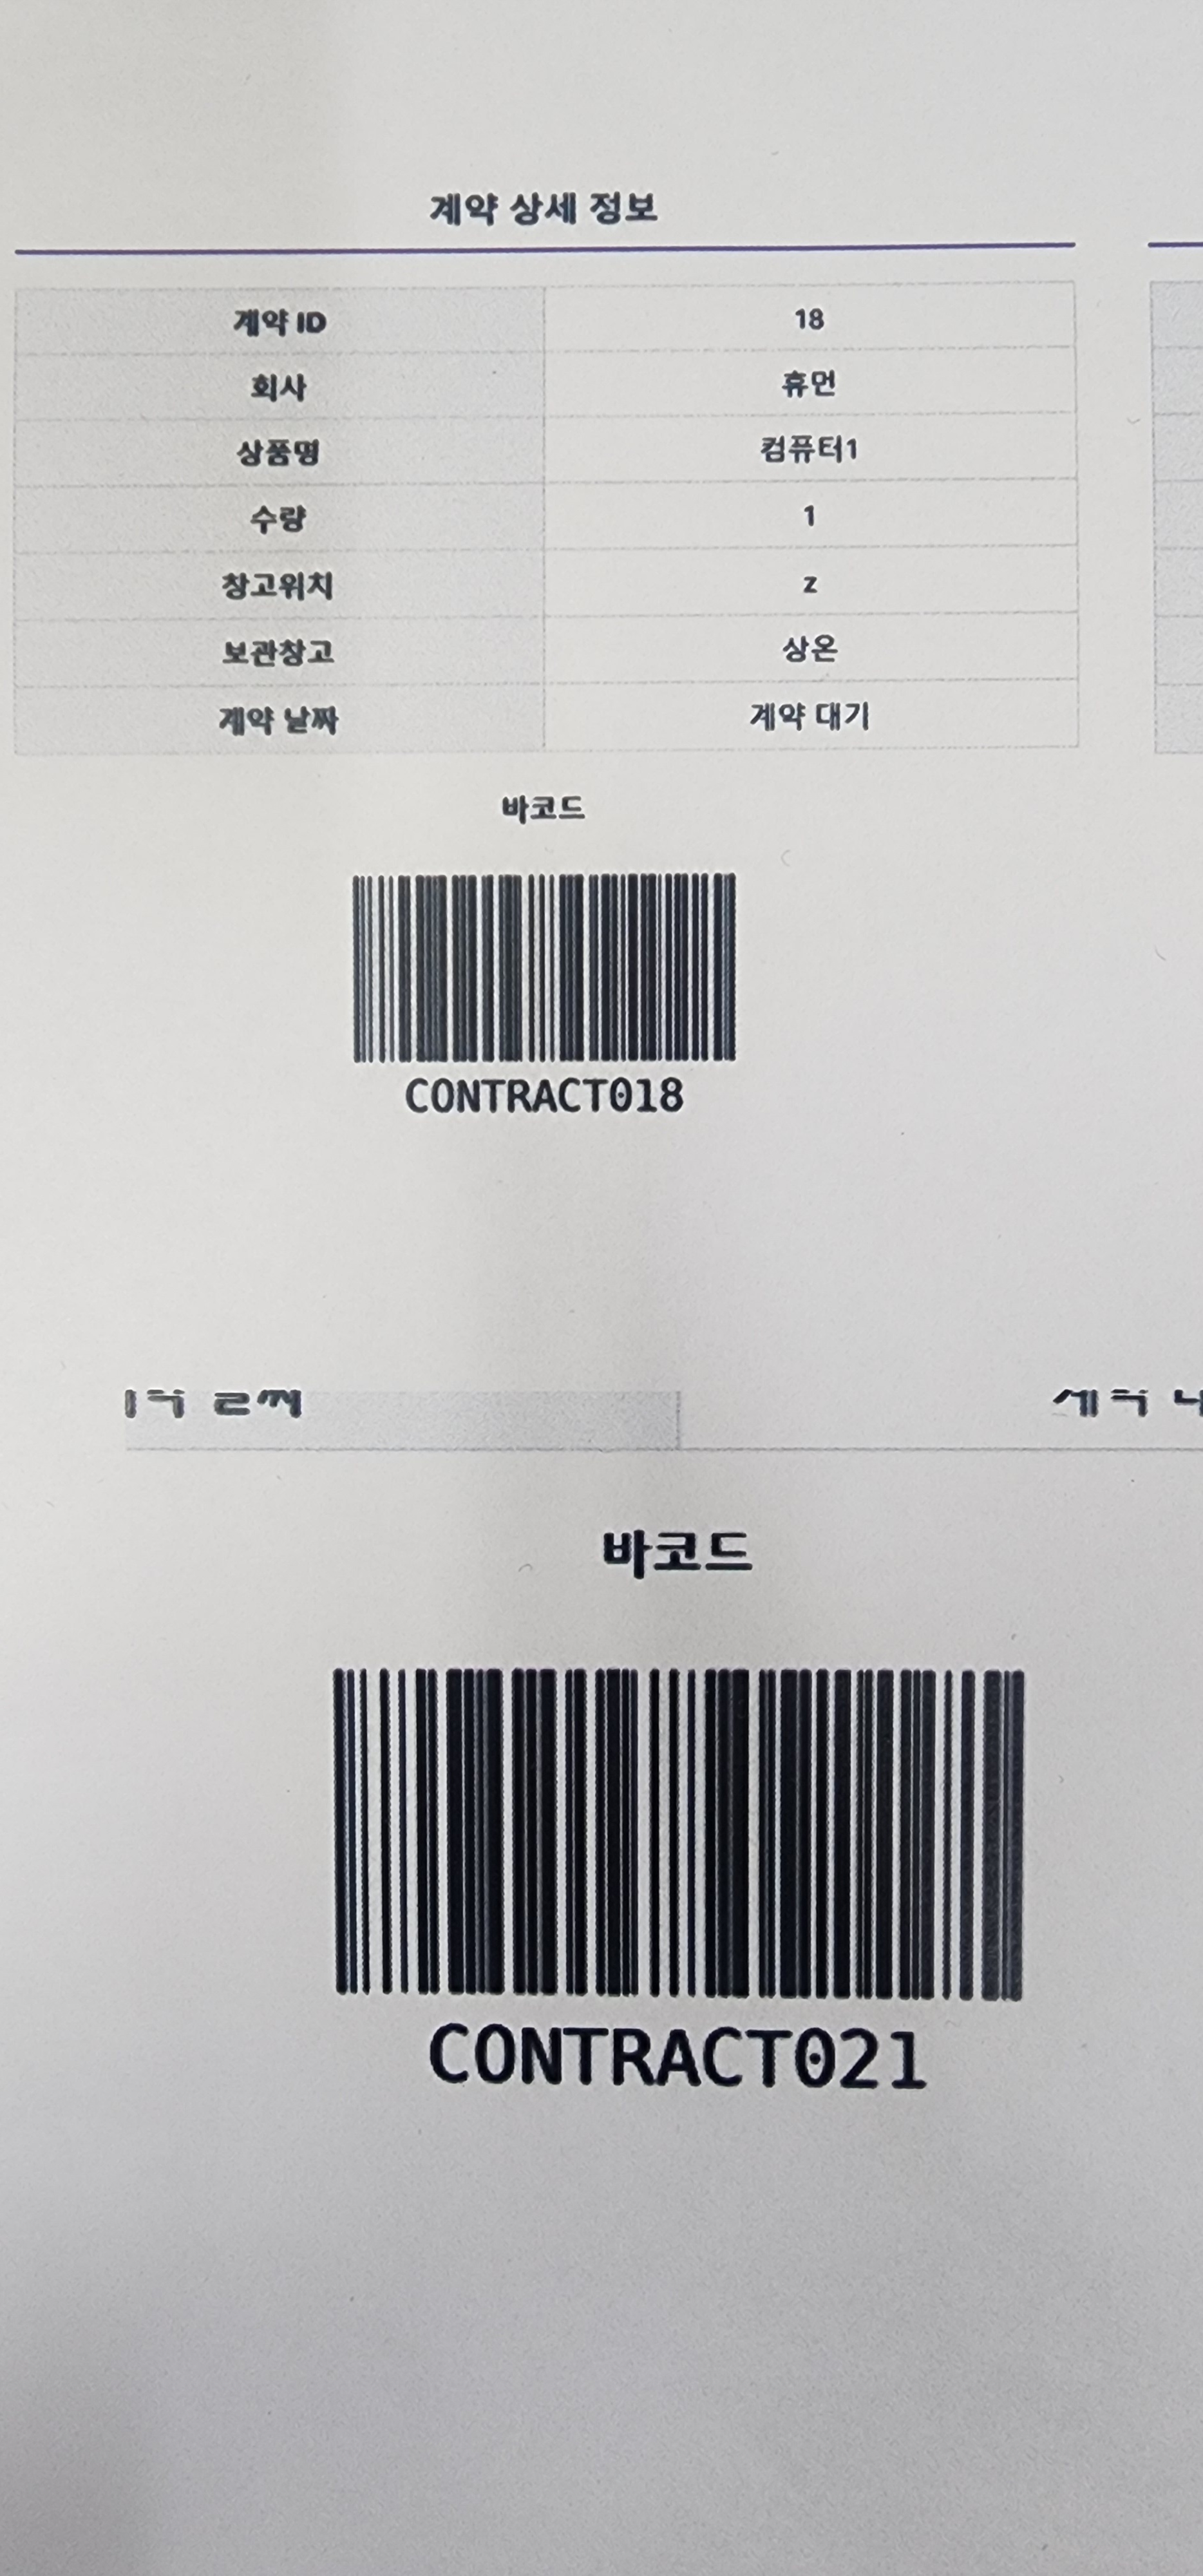 계약 상세 정보
계약 ID 18
회사 휴먼
상품명 컴퓨터1
수량 1
창고위치 z
보관창고 상온
계약 날짜 계약 대기
바코드
CONTRACT018
바코드
CONTRACT021